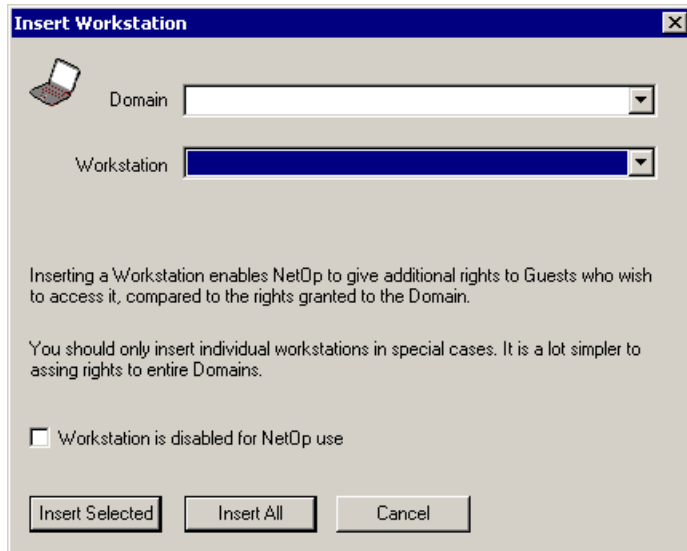 Insert Workstation
Domain
Workstation
Inserting a Workstation enables NetOp to give additional rights to Guests who wish
to access it, compared to the rights granted to the Domain.
You should only insert individual workstations in special cases. It is a lot simpler to
assing rights to entire Domains.
Workstation is disabled for NetOp use
Insert Selected Insert All Cancel